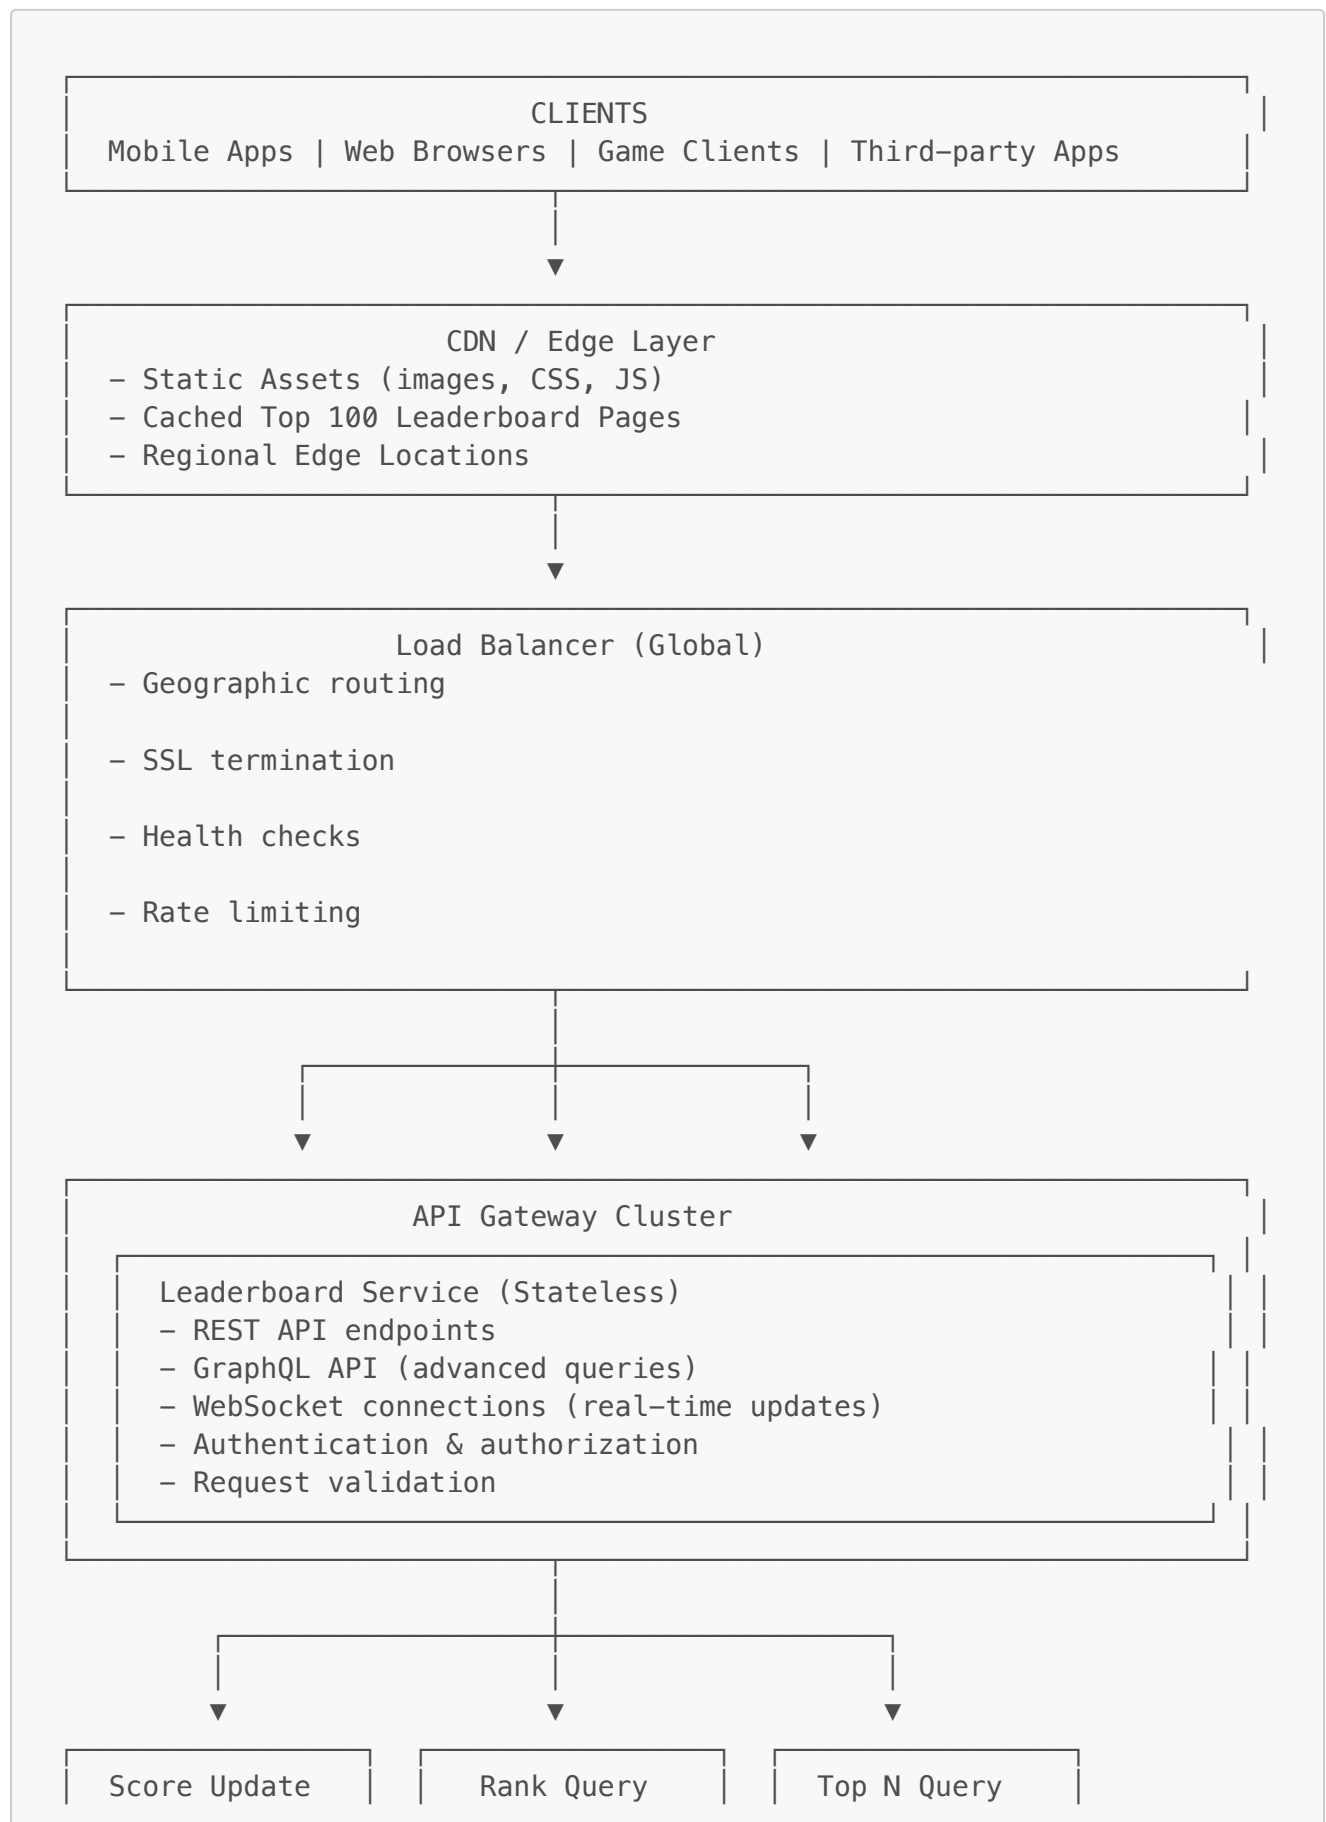 CLIENTS
Mobile Apps | Web Browsers | Game Clients | Third-party Apps
CDN / Edge Layer
- Static Assets (images, CSS, JS)
- Cached Top 100 Leaderboard Pages
- Regional Edge Locations
Load Balancer (Global)
- Geographic routing
- SSL termination
- Health checks
- Rate limiting
API Gateway Cluster
Leaderboard Service (Stateless)
- REST API endpoints
- GraphQL API (advanced queries)
- WebSocket connections (real-time updates)
- Authentication & authorization
- Request validation
Score Update Rank Query Top N Query